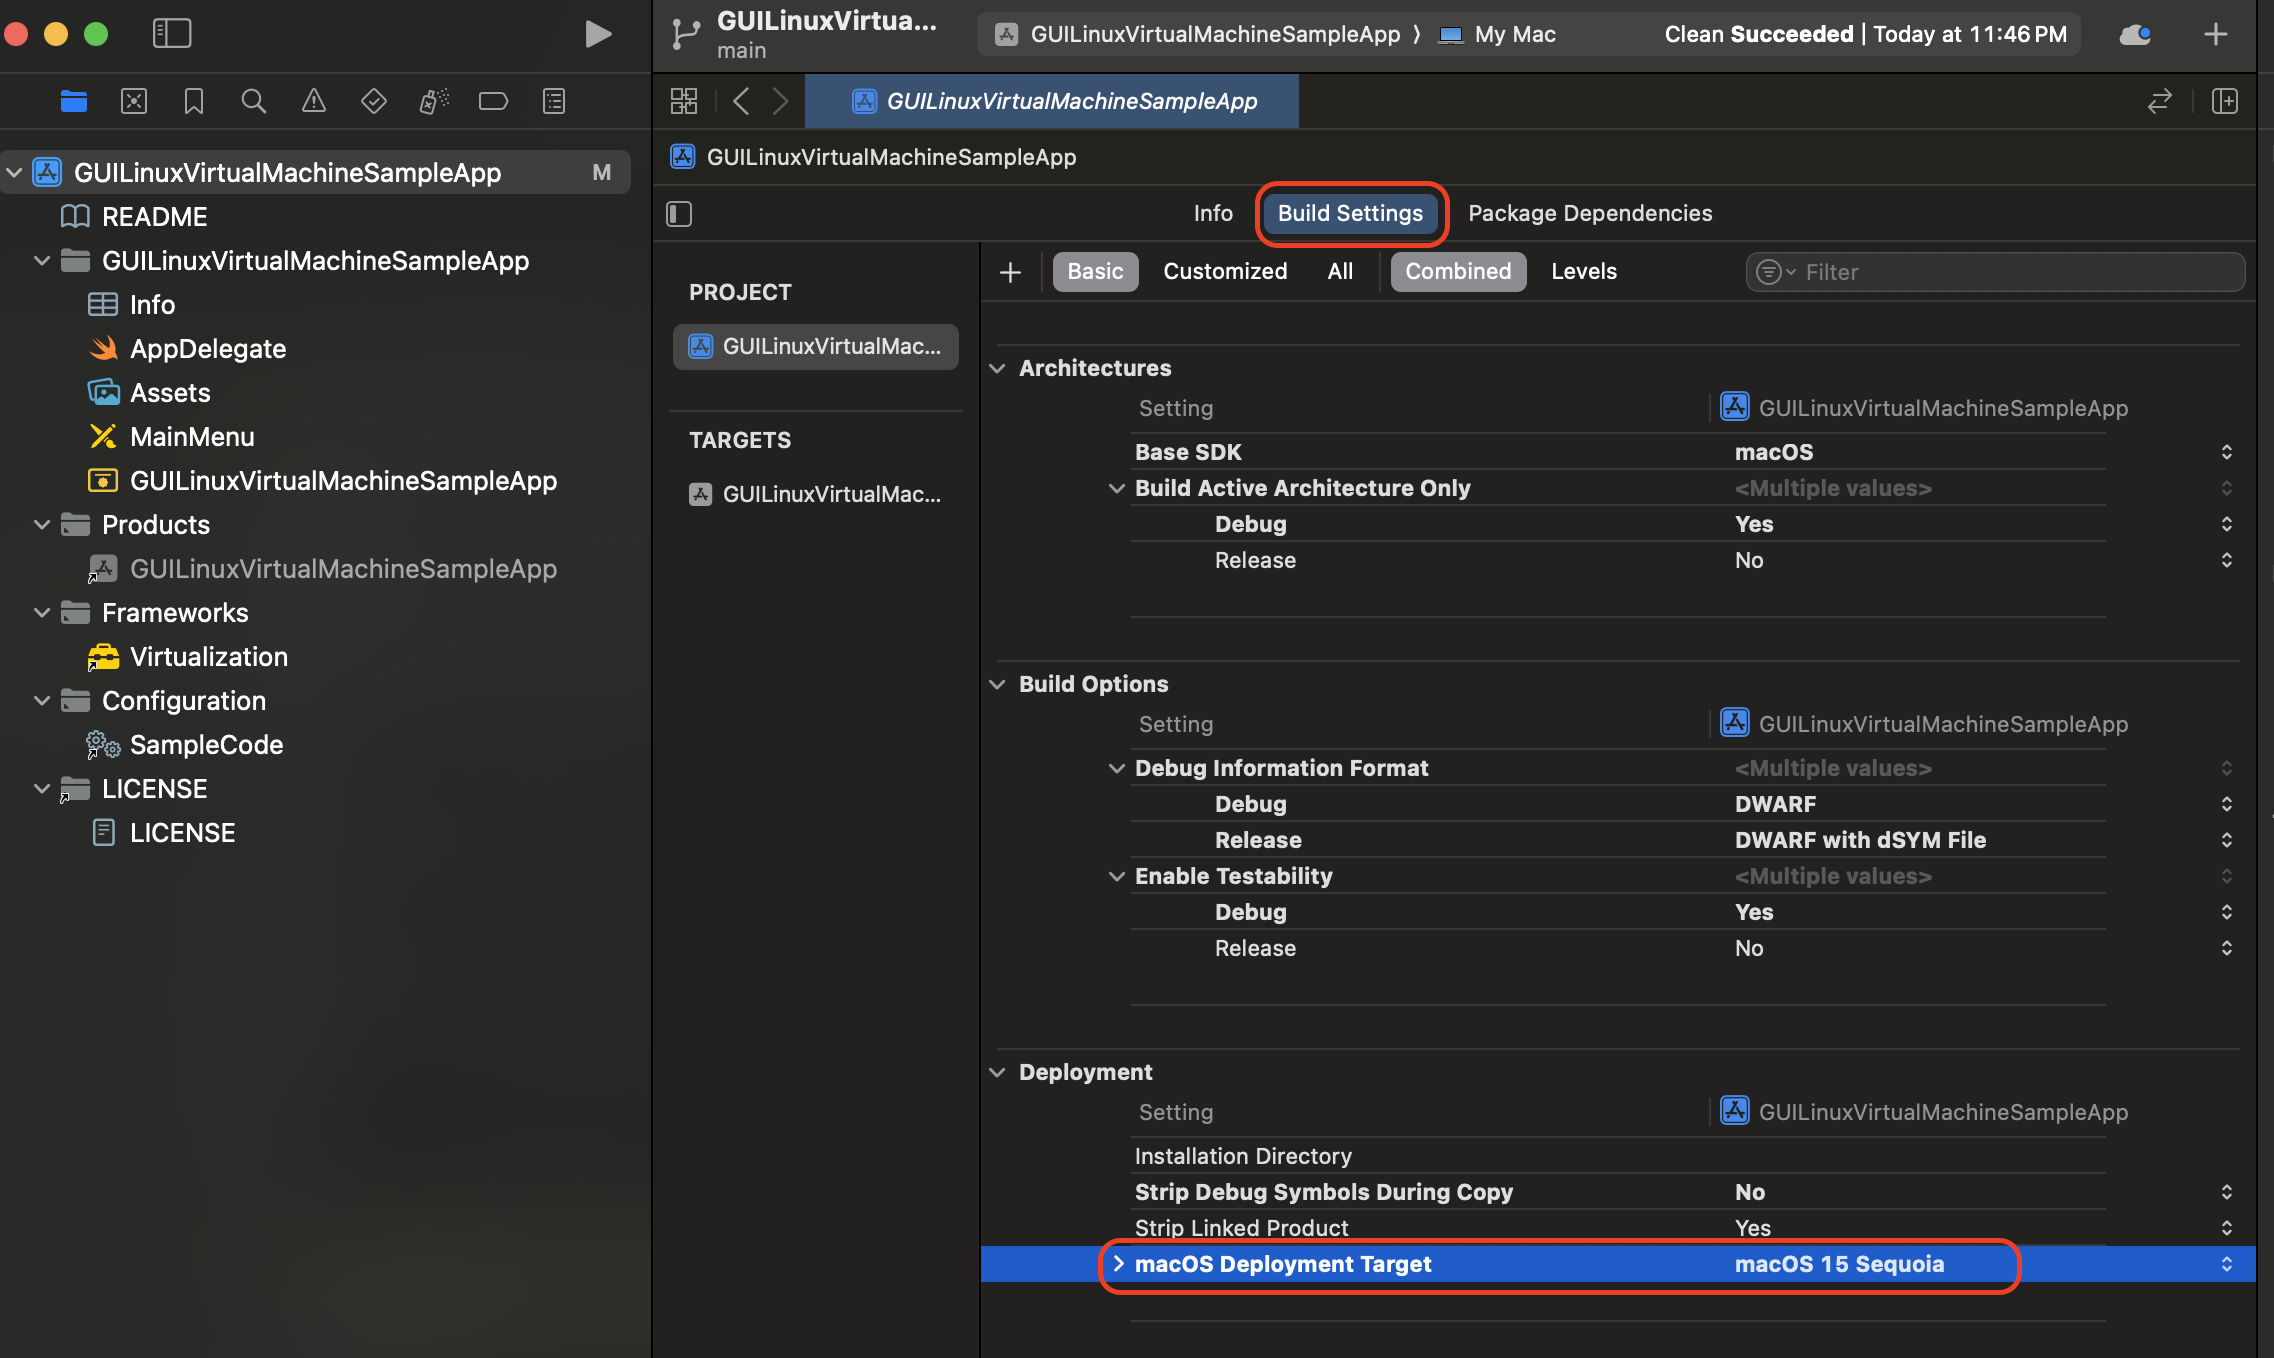 GUILinuxVirtua...
main
GUILinuxVirtualMachineSampleApp ⟩ My Mac
Clean Succeeded | Today at 11:46 PM
GUILinuxVirtualMachineSampleApp
GUILinuxVirtualMachineSampleApp M
README
GUILinuxVirtualMachineSampleApp
Info
AppDelegate
Assets
MainMenu
GUILinuxVirtualMachineSampleApp
Products
GUILinuxVirtualMachineSampleApp
Frameworks
Virtualization
Configuration
SampleCode
LICENSE
LICENSE
GUILinuxVirtualMachineSampleApp
Info Build Settings Package Dependencies
PROJECT
GUILinuxVirtualMac...
TARGETS
GUILinuxVirtualMac...
Basic Customized All Combined Levels Filter
Architectures
Setting GUILinuxVirtualMachineSampleApp
Base SDK macOS
Build Active Architecture Only <Multiple values>
Debug Yes
Release No
Build Options
Setting GUILinuxVirtualMachineSampleApp
Debug Information Format <Multiple values>
Debug DWARF
Release DWARF with dSYM File
Enable Testability <Multiple values>
Debug Yes
Release No
Deployment
Setting GUILinuxVirtualMachineSampleApp
Installation Directory
Strip Debug Symbols During Copy No
Strip Linked Product Yes
macOS Deployment Target macOS 15 Sequoia